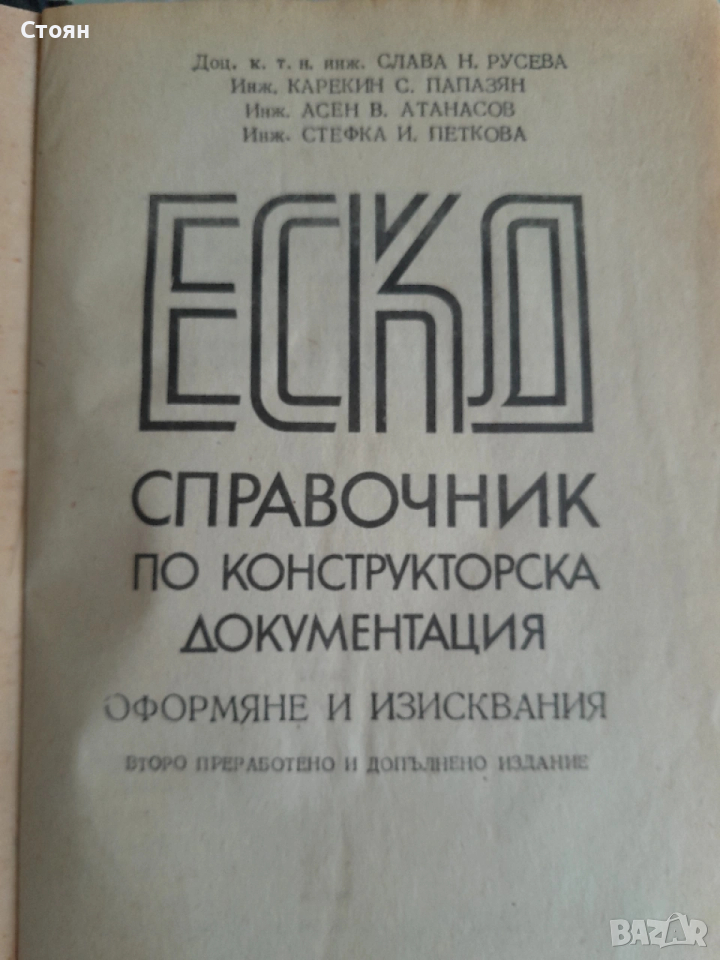 Стоян
Доц. к. т. н. инж. СЛАВА Н. РУСЕВА
Инж. КАРЕКИН С. ПАПАЗЯН
Инж. АСЕН В. АТАНАСОВ
Инж. СТЕФКА И. ПЕТКОВА
ЕСКД
СПРАВОЧНИК
ПО КОНСТРУКТОРСКА
ДОКУМЕНТАЦИЯ
ОФОРМЯНЕ И ИЗИСКВАНИЯ
ВТОРО ПРЕРАБОТЕНО И ДОПЪЛНЕНО ИЗДАНИЕ
BAZAR